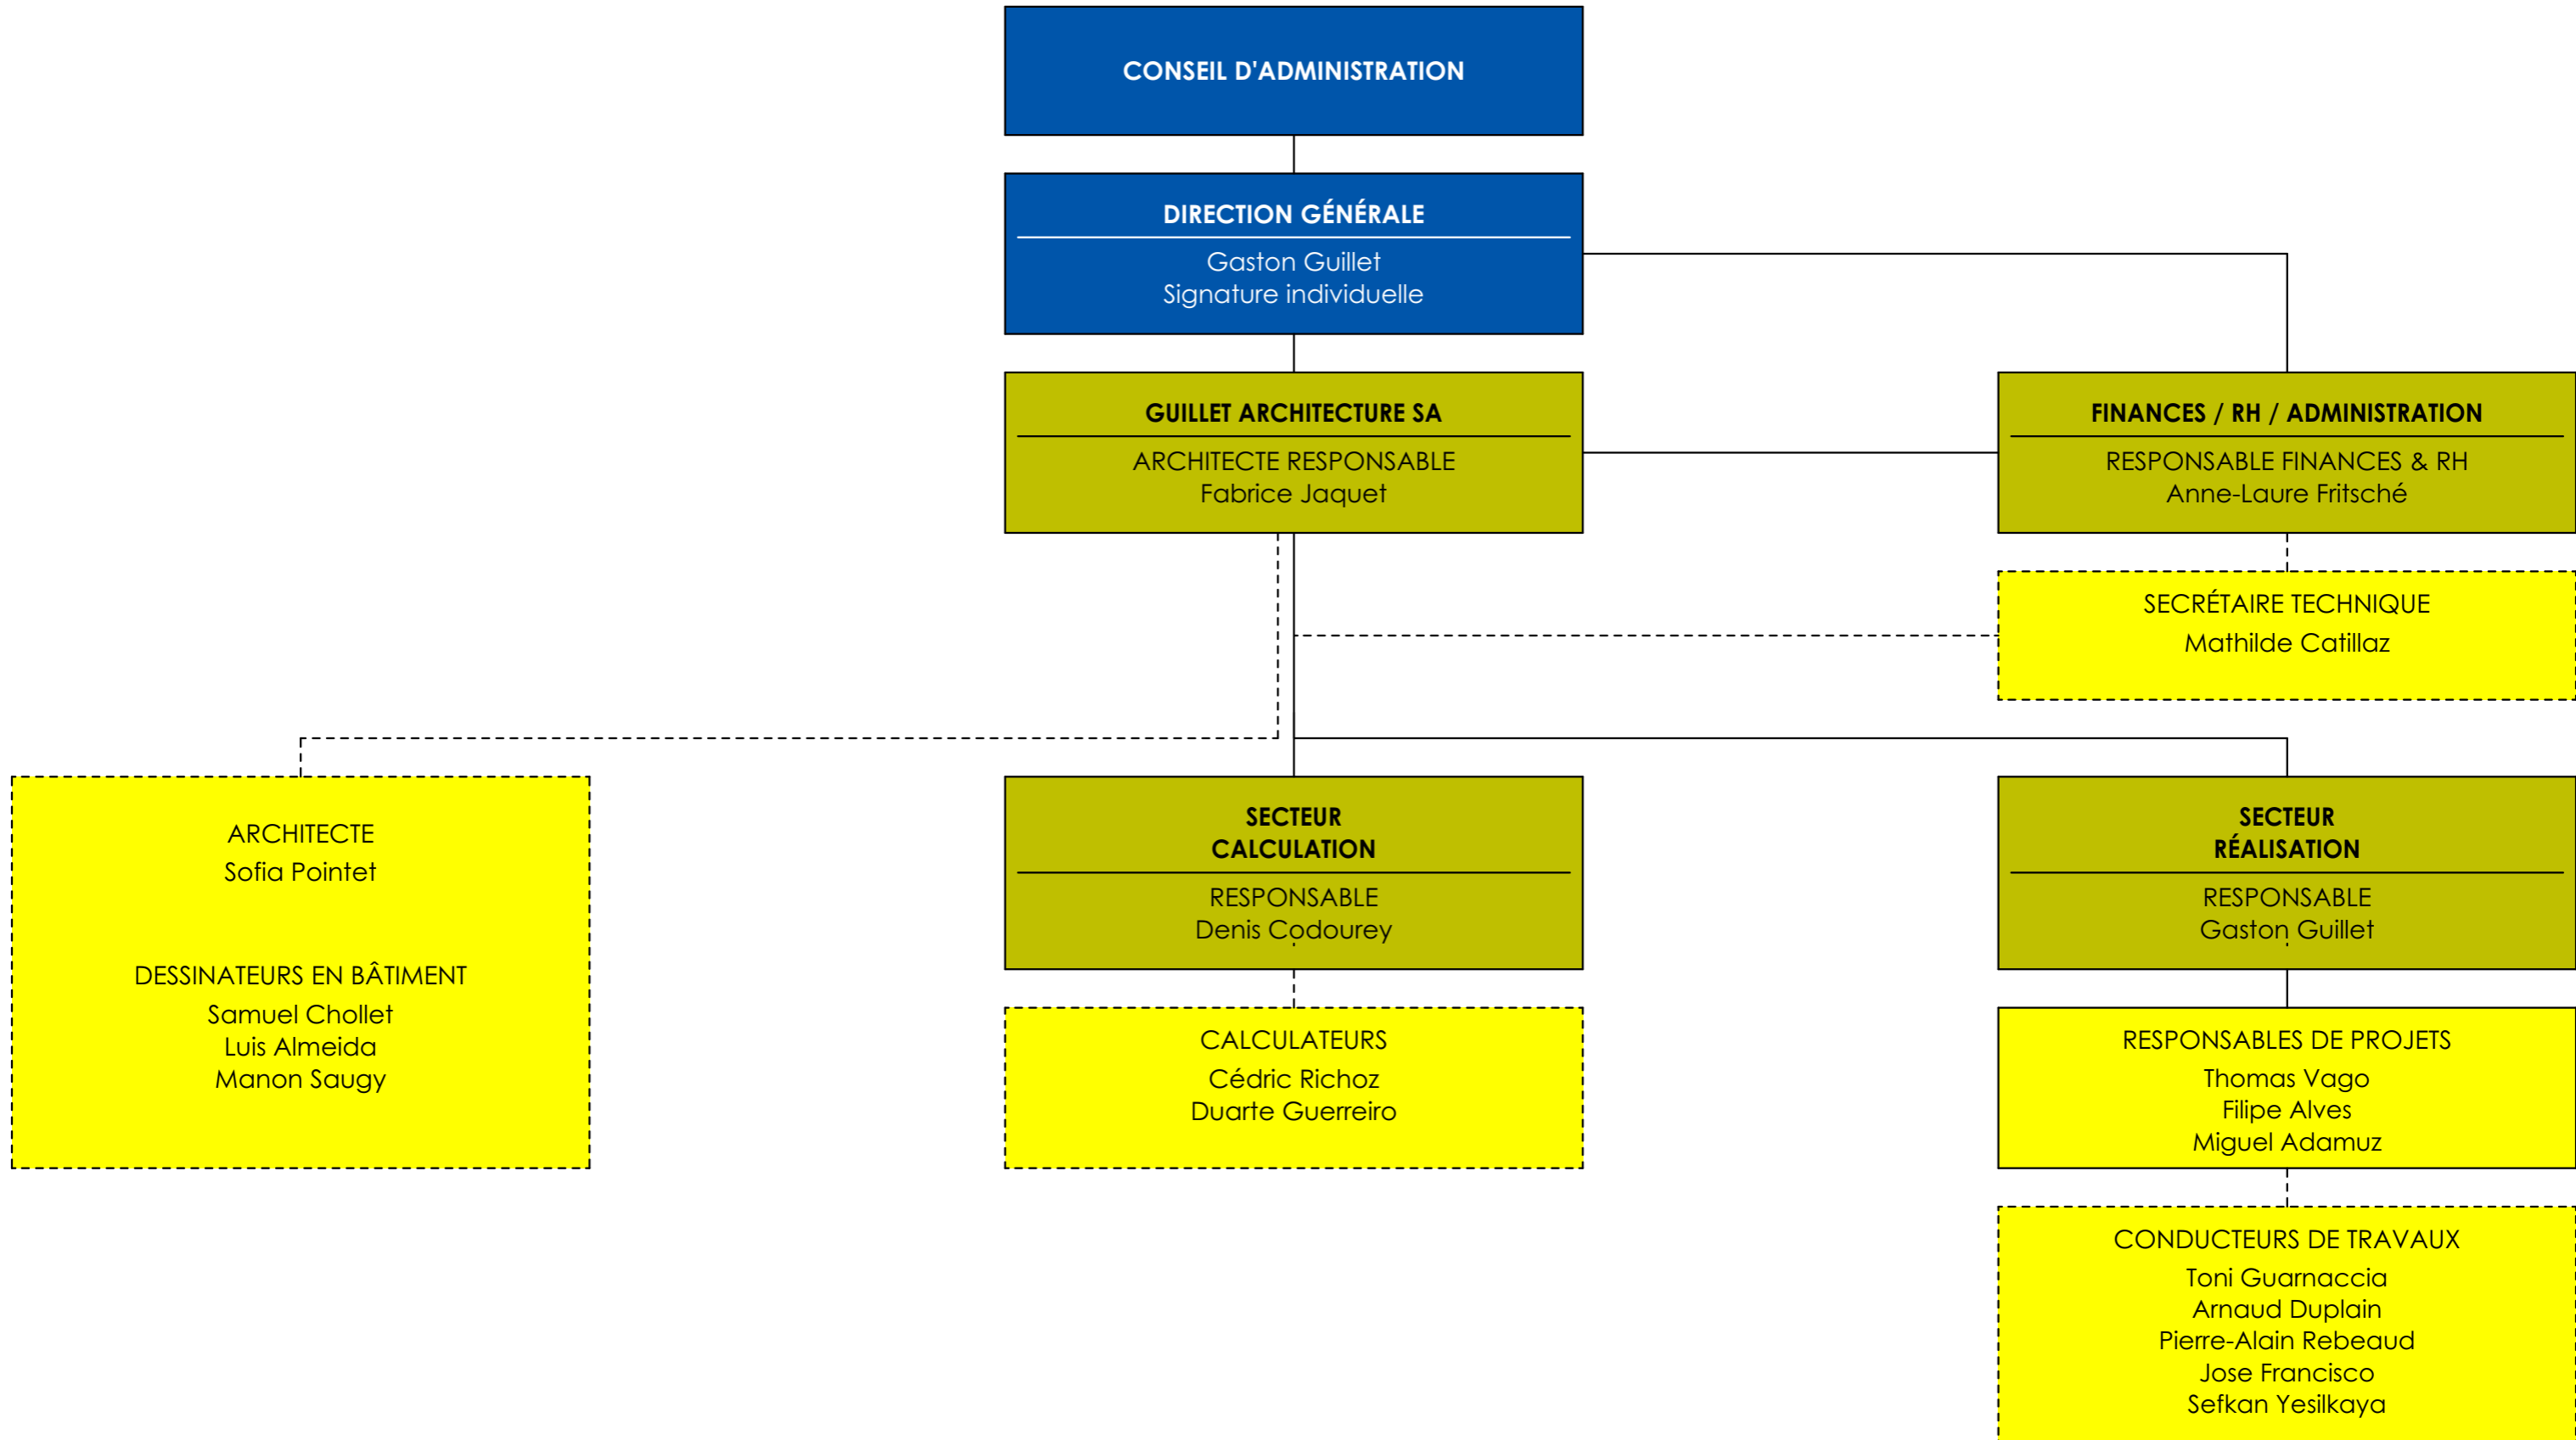 CONSEIL D'ADMINISTRATION
DIRECTION GÉNÉRALE
Gaston Guillet
Signature individuelle
GUILLET ARCHITECTURE SA
ARCHITECTE RESPONSABLE
Fabrice Jaquet
FINANCES / RH / ADMINISTRATION
RESPONSABLE FINANCES & RH
Anne-Laure Fritsché
SECRÉTAIRE TECHNIQUE
Mathilde Catillaz
ARCHITECTE
Sofia Pointet
DESSINATEURS EN BÂTIMENT
Samuel Chollet
Luis Almeida
Manon Saugy
SECTEUR
CALCULATION
RESPONSABLE
Denis Codourey
CALCULATEURS
Cédric Richoz
Duarte Guerreiro
SECTEUR
RÉALISATION
RESPONSABLE
Gaston Guillet
RESPONSABLES DE PROJETS
Thomas Vago
Filipe Alves
Miguel Adamuz
CONDUCTEURS DE TRAVAUX
Toni Guarnaccia
Arnaud Duplain
Pierre-Alain Rebeaud
Jose Francisco
Sefkan Yesilkaya